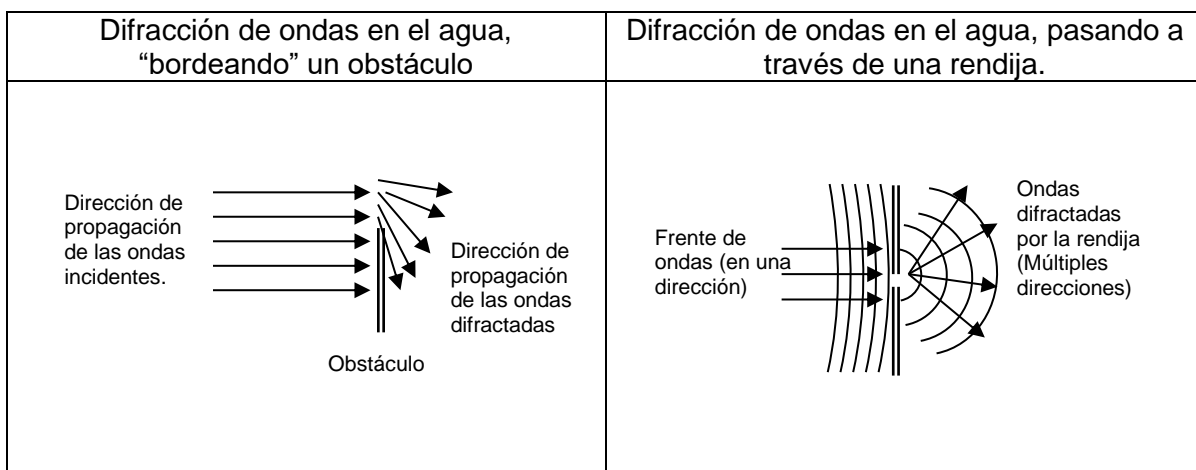 Difracción de ondas en el agua,
“bordeando” un obstáculo
Difracción de ondas en el agua, pasando a
través de una rendija.
Dirección de
propagación
de las ondas
incidentes.
Dirección de
propagación
de las ondas
difractadas
Obstáculo
Frente de
ondas (en una
dirección)
Ondas
difractadas
por la rendija
(Múltiples
direcciones)